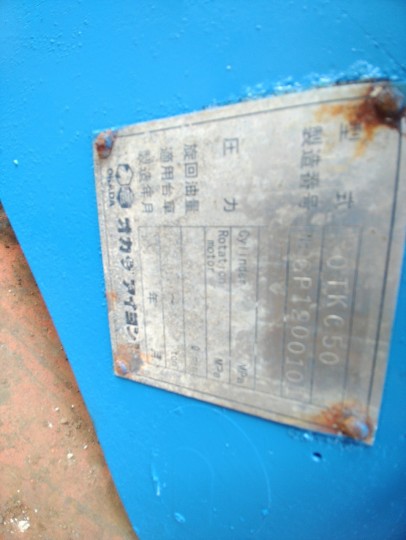 型式 OTKC50
製造番号
圧力 Cylinder MPa
Rotation motor MPa
旋回油量
適用台車 ~ ton
製造年月 年 月
OKADA オカダアイヨン